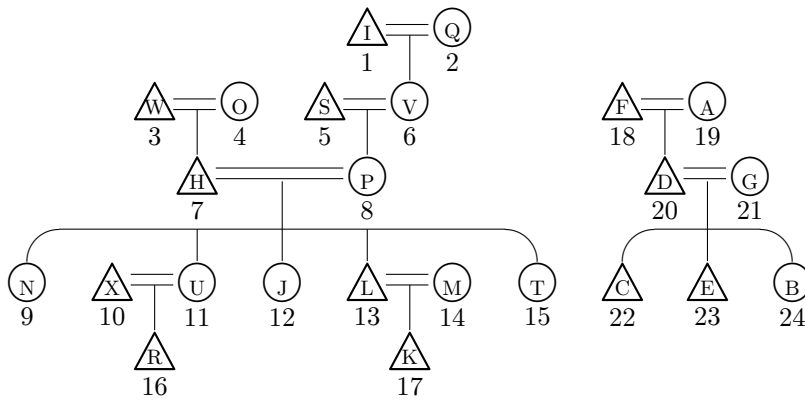 I Q
1 2
W O S V F A
3 4 5 6 18 19
H P D G
7 8 20 21
N X U J L M T C E B
9 10 11 12 13 14 15 22 23 24
R K
16 17